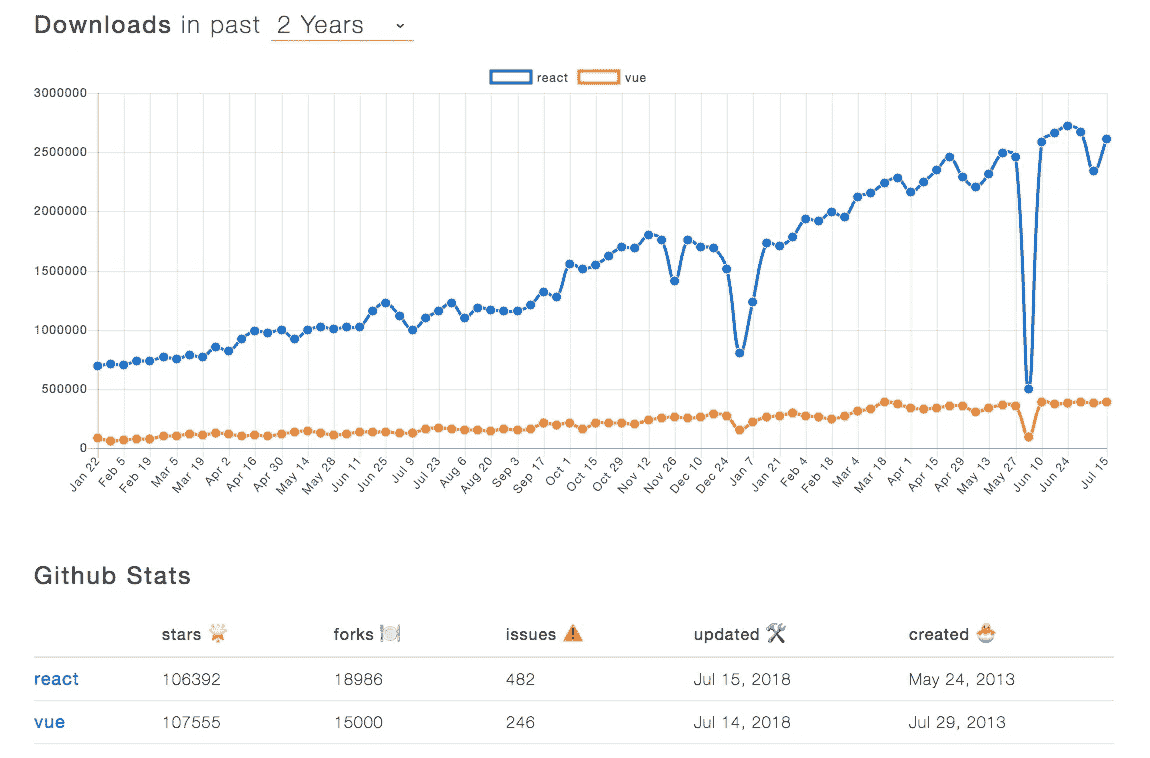 Downloads in past 2 Years
react vue
3000000
2500000
2000000
1500000
1000000
500000
0
Jan 22 Feb 5 Feb 19 Mar 5 Mar 19 Apr 2 Apr 16 Apr 30 May 14 May 28 Jun 11 Jun 25 Jul 9 Jul 23 Aug 6 Aug 20 Sep 3 Sep 17 Oct 1 Oct 15 Oct 29 Nov 12 Nov 26 Dec 10 Dec 24 Jan 7 Jan 21 Feb 4 Feb 18 Mar 4 Mar 18 Apr 1 Apr 15 Apr 29 May 13 May 27 Jun 10 Jun 24 Jul 15
Github Stats
stars forks issues updated created
react 106392 18986 482 Jul 15, 2018 May 24, 2013
vue 107555 15000 246 Jul 14, 2018 Jul 29, 2013